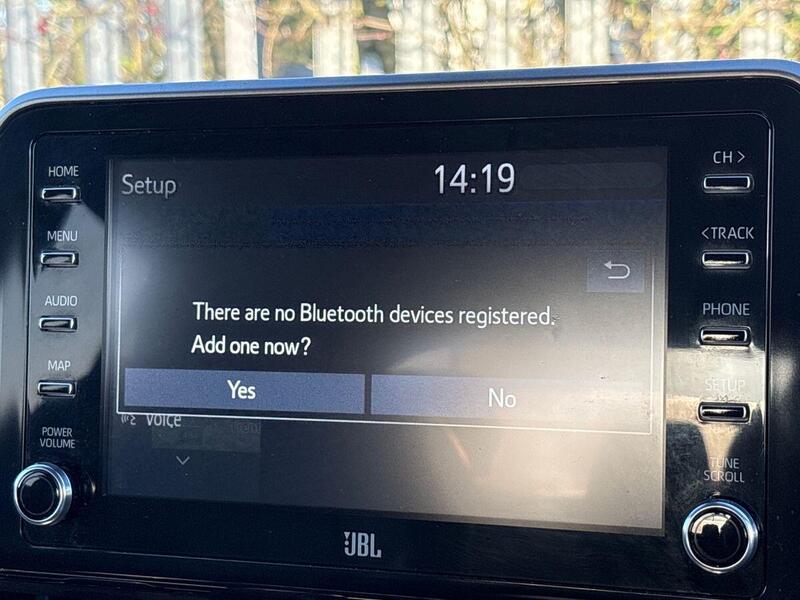 HOME
MENU
AUDIO
MAP
POWER
VOLUME
Setup
14:19
There are no Bluetooth devices registered.
Add one now?
Yes
No
Voice
JBL
CH >
< TRACK
PHONE
SETUP
TUNE
SCROLL